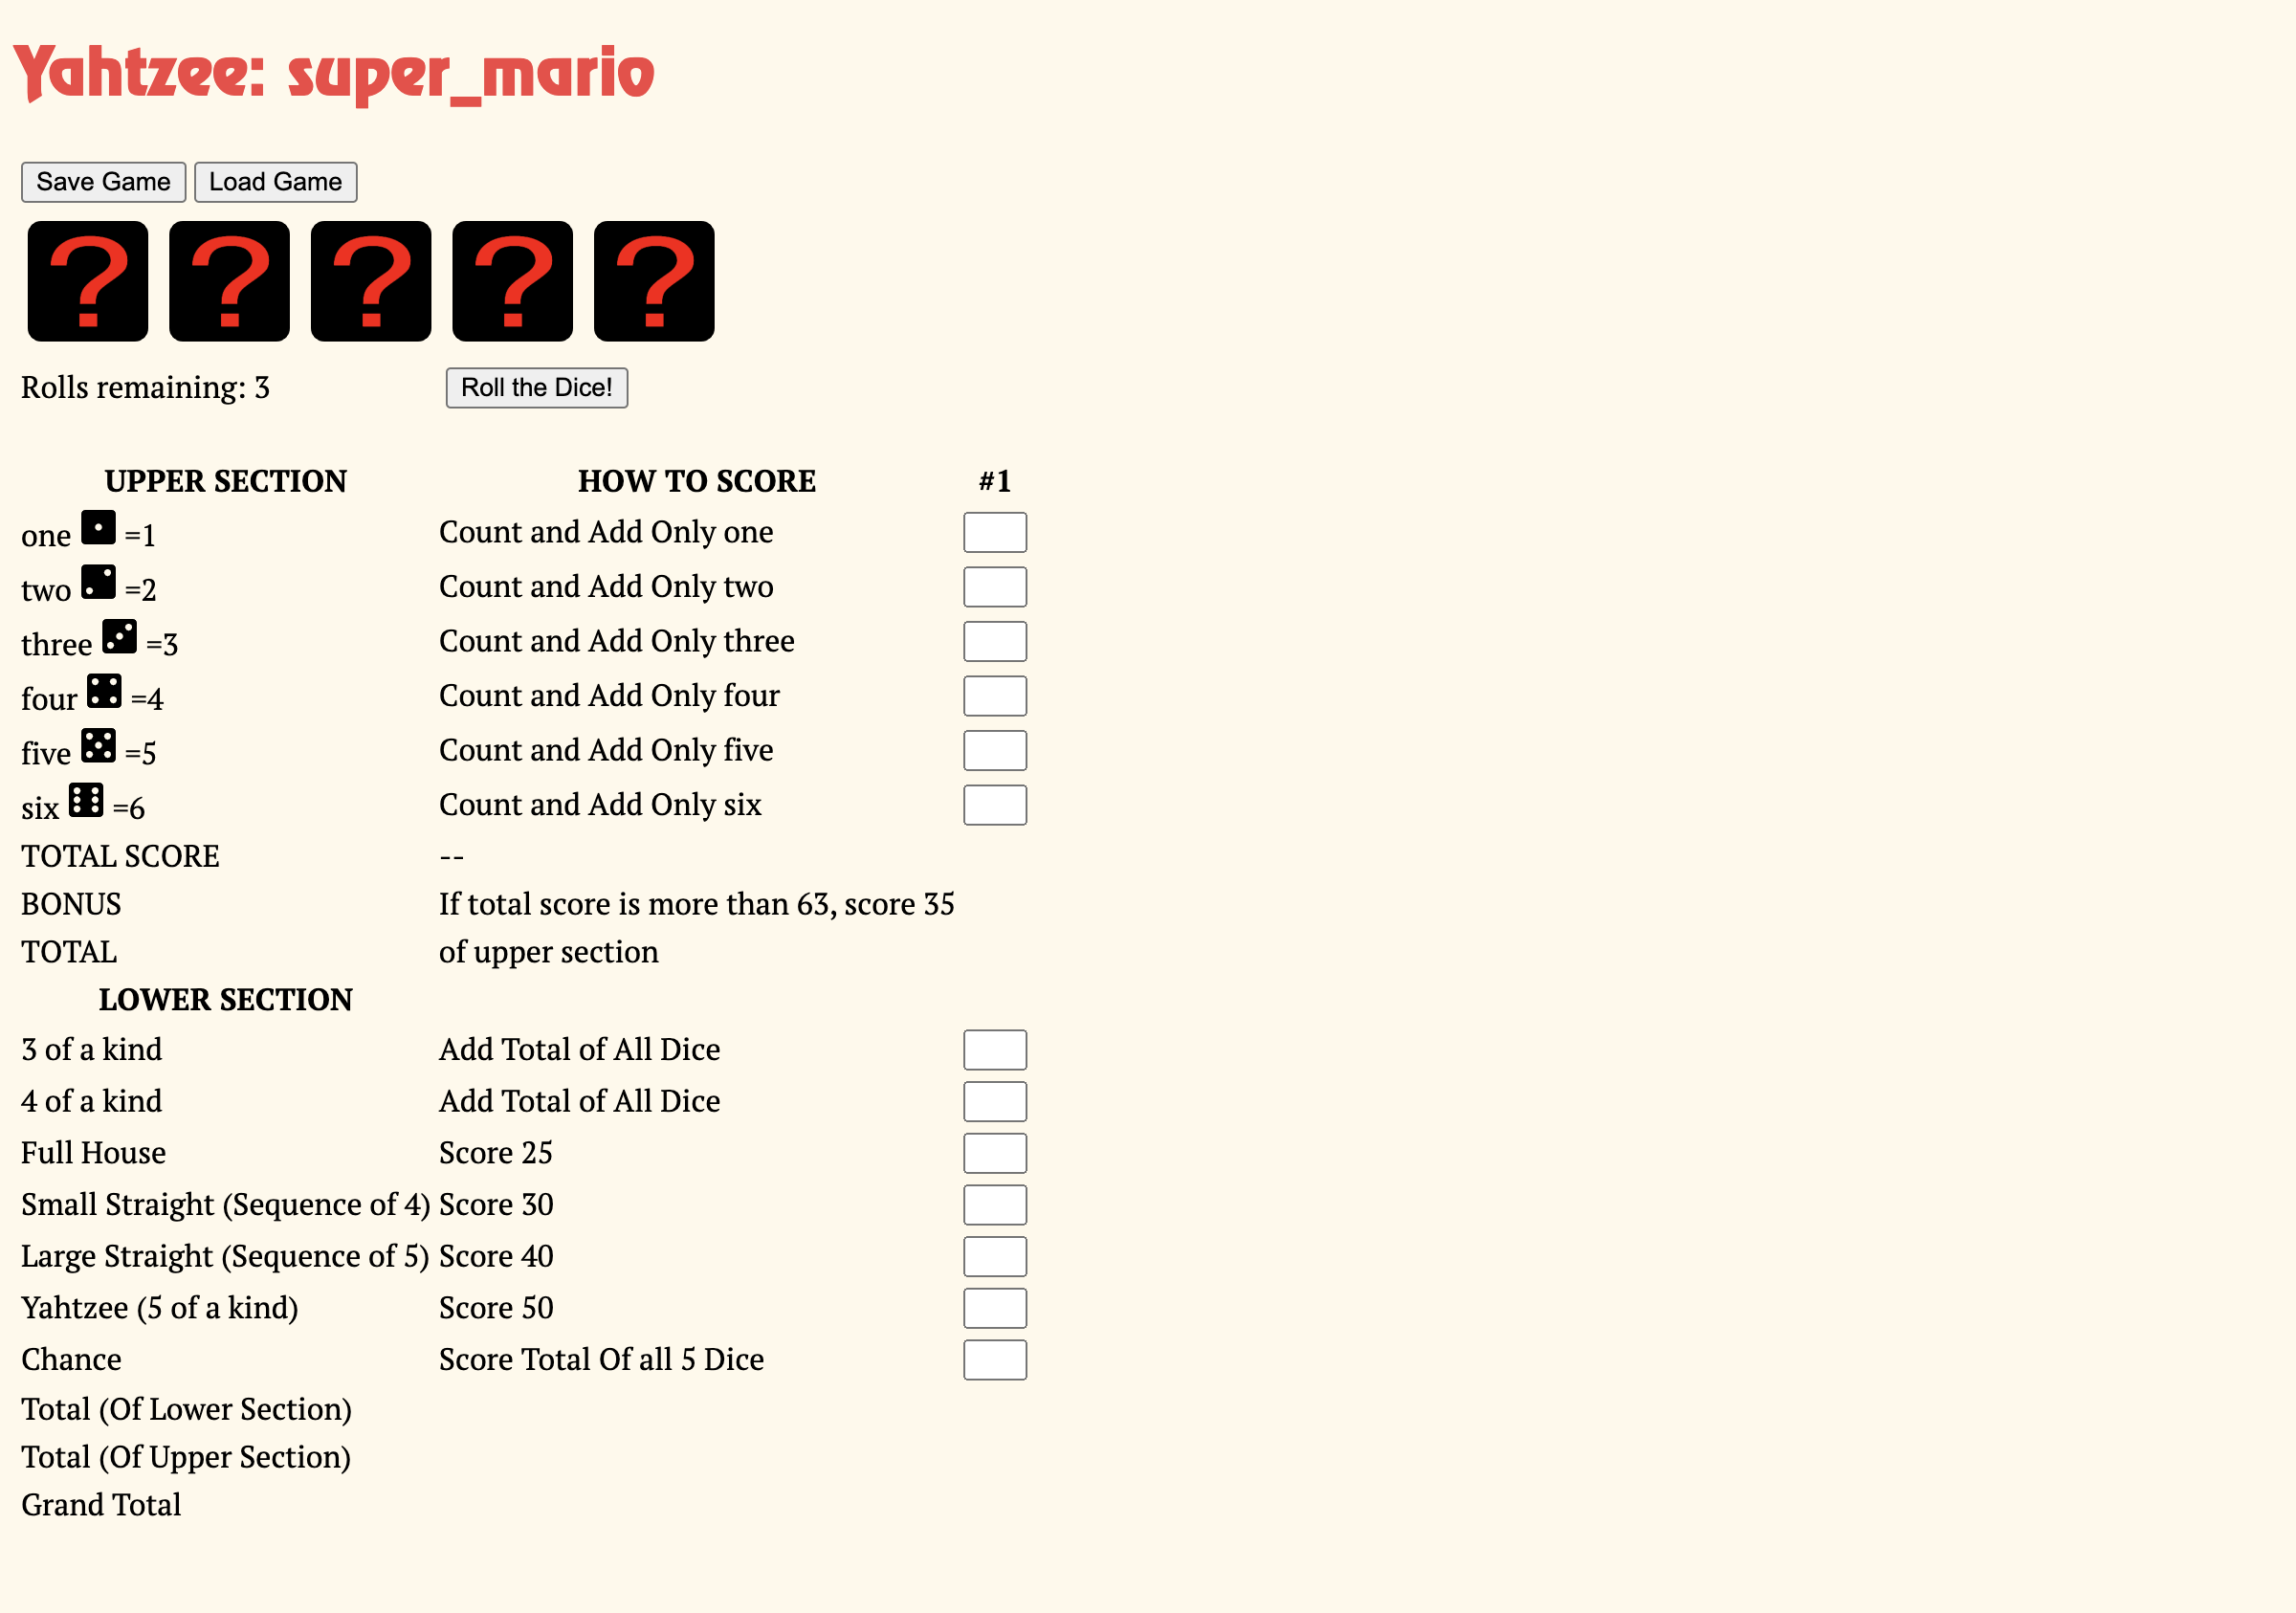 Yahtzee: super_mario
Save Game Load Game
? ? ? ? ?
Rolls remaining: 3 Roll the Dice!
UPPER SECTION HOW TO SCORE #1
one =1 Count and Add Only one
two =2 Count and Add Only two
three =3 Count and Add Only three
four =4 Count and Add Only four
five =5 Count and Add Only five
six =6 Count and Add Only six
TOTAL SCORE --
BONUS If total score is more than 63, score 35
TOTAL of upper section
LOWER SECTION
3 of a kind Add Total of All Dice
4 of a kind Add Total of All Dice
Full House Score 25
Small Straight (Sequence of 4) Score 30
Large Straight (Sequence of 5) Score 40
Yahtzee (5 of a kind) Score 50
Chance Score Total Of all 5 Dice
Total (Of Lower Section)
Total (Of Upper Section)
Grand Total